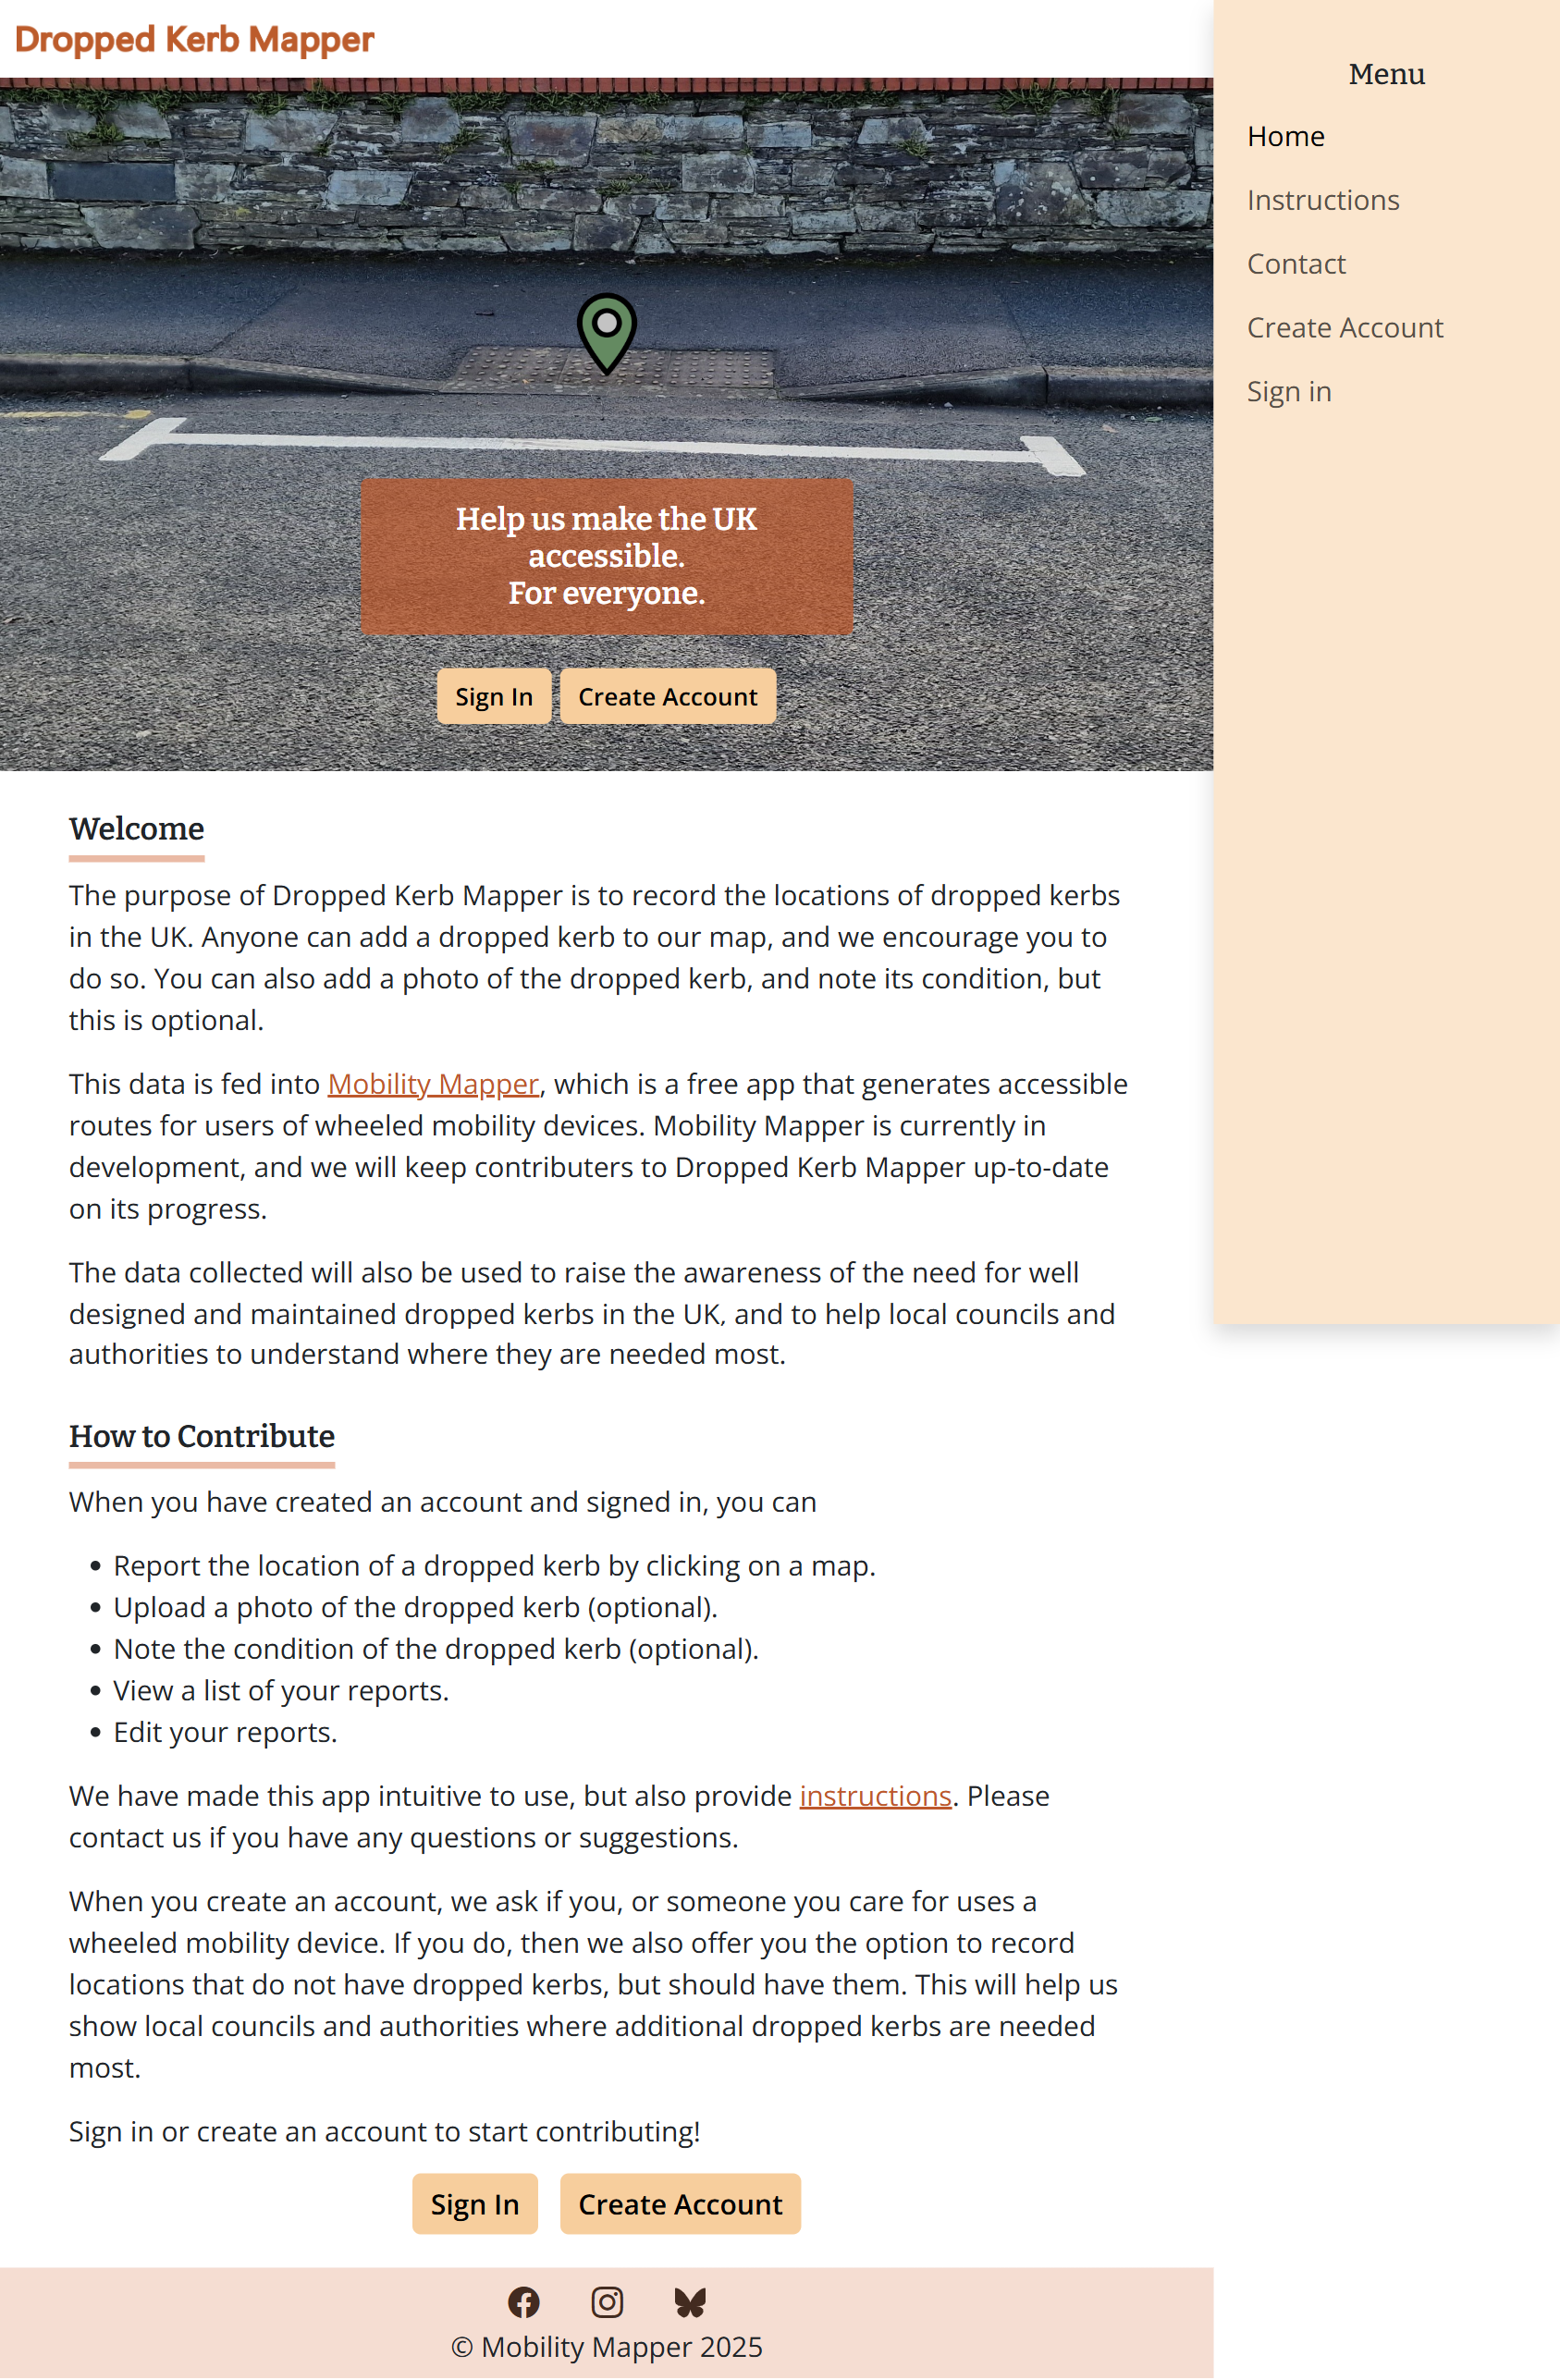 Dropped Kerb Mapper
Menu
Home
Instructions
Contact
Create Account
Sign in
Help us make the UK
accessible.
For everyone.
Sign In
Create Account
Welcome
The purpose of Dropped Kerb Mapper is to record the locations of dropped kerbs
in the UK. Anyone can add a dropped kerb to our map, and we encourage you to
do so. You can also add a photo of the dropped kerb, and note its condition, but
this is optional.
This data is fed into Mobility Mapper, which is a free app that generates accessible
routes for users of wheeled mobility devices. Mobility Mapper is currently in
development, and we will keep contributers to Dropped Kerb Mapper up-to-date
on its progress.
The data collected will also be used to raise the awareness of the need for well
designed and maintained dropped kerbs in the UK, and to help local councils and
authorities to understand where they are needed most.
How to Contribute
When you have created an account and signed in, you can
• Report the location of a dropped kerb by clicking on a map.
• Upload a photo of the dropped kerb (optional).
• Note the condition of the dropped kerb (optional).
• View a list of your reports.
• Edit your reports.
We have made this app intuitive to use, but also provide instructions. Please
contact us if you have any questions or suggestions.
When you create an account, we ask if you, or someone you care for uses a
wheeled mobility device. If you do, then we also offer you the option to record
locations that do not have dropped kerbs, but should have them. This will help us
show local councils and authorities where additional dropped kerbs are needed
most.
Sign in or create an account to start contributing!
Sign In
Create Account
© Mobility Mapper 2025